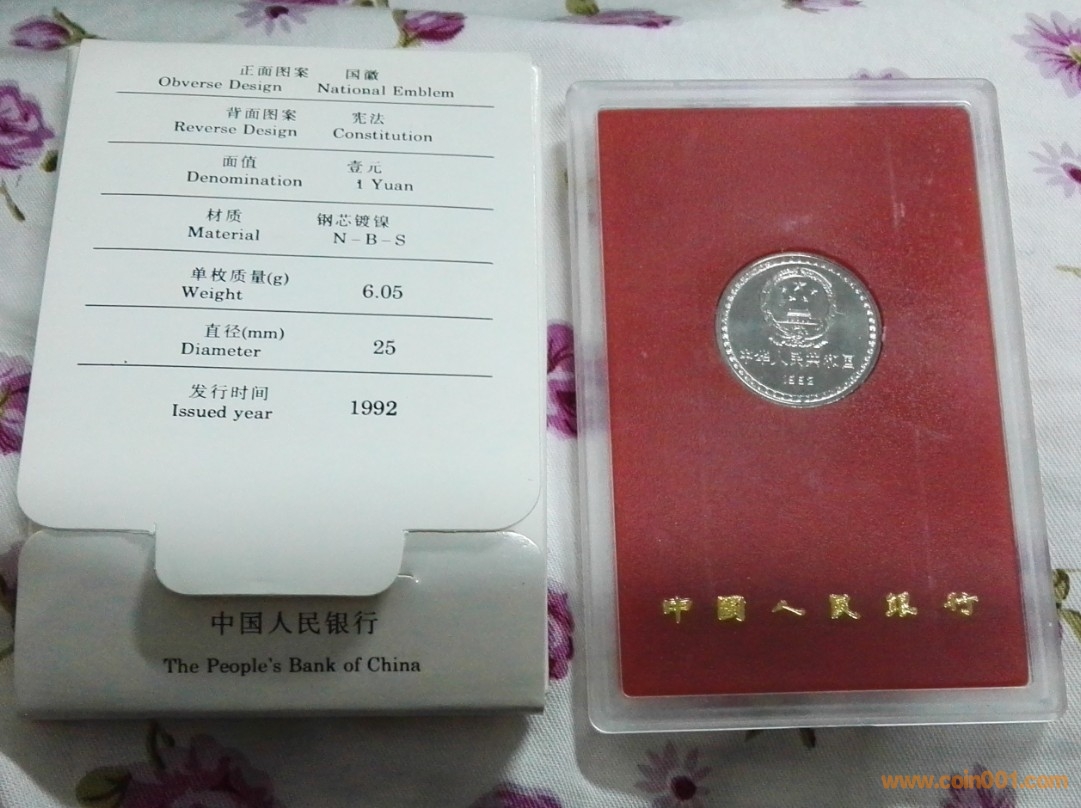 正面图案 国徽
Obverse Design National Emblem
背面图案 宪法
Reverse Design Constitution
面值 壹元
Denomination 1 Yuan
材质 钢芯镀镍
Material N-B-S
单枚质量(g)
Weight 6.05
直径(mm)
Diameter 25
发行时间
Issued year 1992
中国人民银行
The People's Bank of China
中华人民共和国
1992
中國人民銀行
www.coin001.com